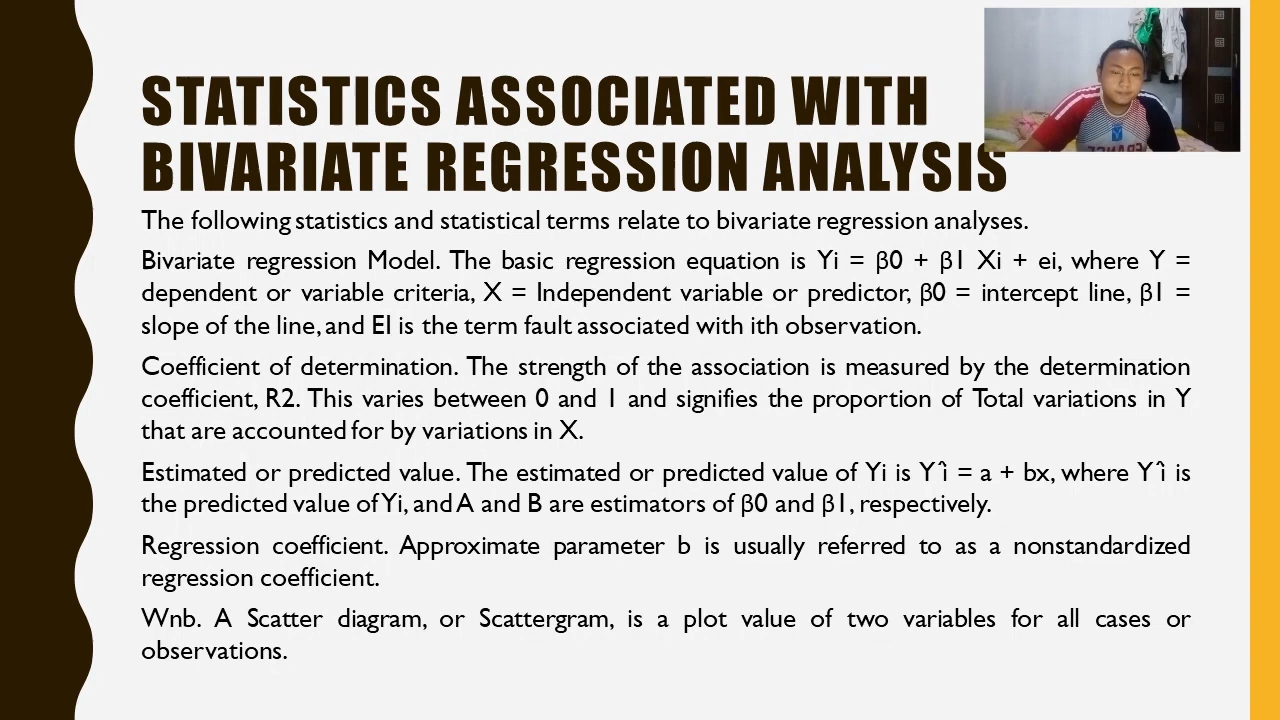 STATISTICS ASSOCIATED WITH
BIVARIATE REGRESSION ANALYSIS
The following statistics and statistical terms relate to bivariate regression analyses.
Bivariate regression Model. The basic regression equation is Yi = β0 + β1 Xi + ei, where Y =
dependent or variable criteria, X = Independent variable or predictor, β0 = intercept line, β1 =
slope of the line, and EI is the term fault associated with ith observation.
Coefficient of determination. The strength of the association is measured by the determination
coefficient, R2. This varies between 0 and 1 and signifies the proportion of Total variations in Y
that are accounted for by variations in X.
Estimated or predicted value. The estimated or predicted value of Yi is Y ̂i = a + bx, where Y ̂i is
the predicted value of Yi, and A and B are estimators of β0 and β1, respectively.
Regression coefficient. Approximate parameter b is usually referred to as a nonstandardized
regression coefficient.
Wnb. A Scatter diagram, or Scattergram, is a plot value of two variables for all cases or
observations.